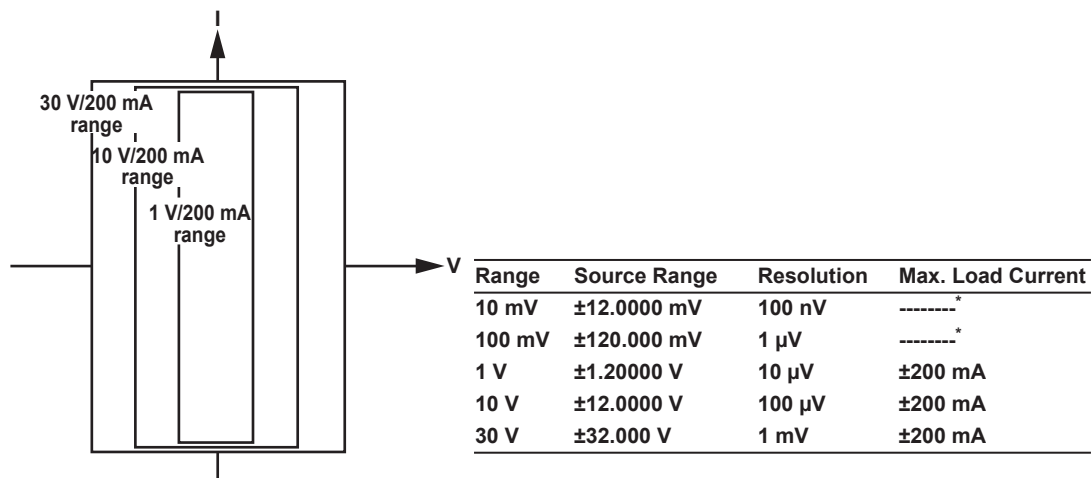 I
30 V/200 mA
range
10 V/200 mA
range
1 V/200 mA
range
V
Range Source Range Resolution Max. Load Current
10 mV ±12.0000 mV 100 nV --------*
100 mV ±120.000 mV 1 µV --------*
1 V ±1.20000 V 10 µV ±200 mA
10 V ±12.0000 V 100 µV ±200 mA
30 V ±32.000 V 1 mV ±200 mA